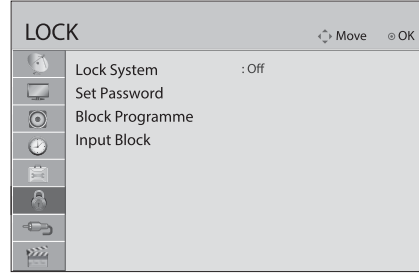 LOCK
Move OK
Lock System : Off
Set Password
Block Programme
Input Block